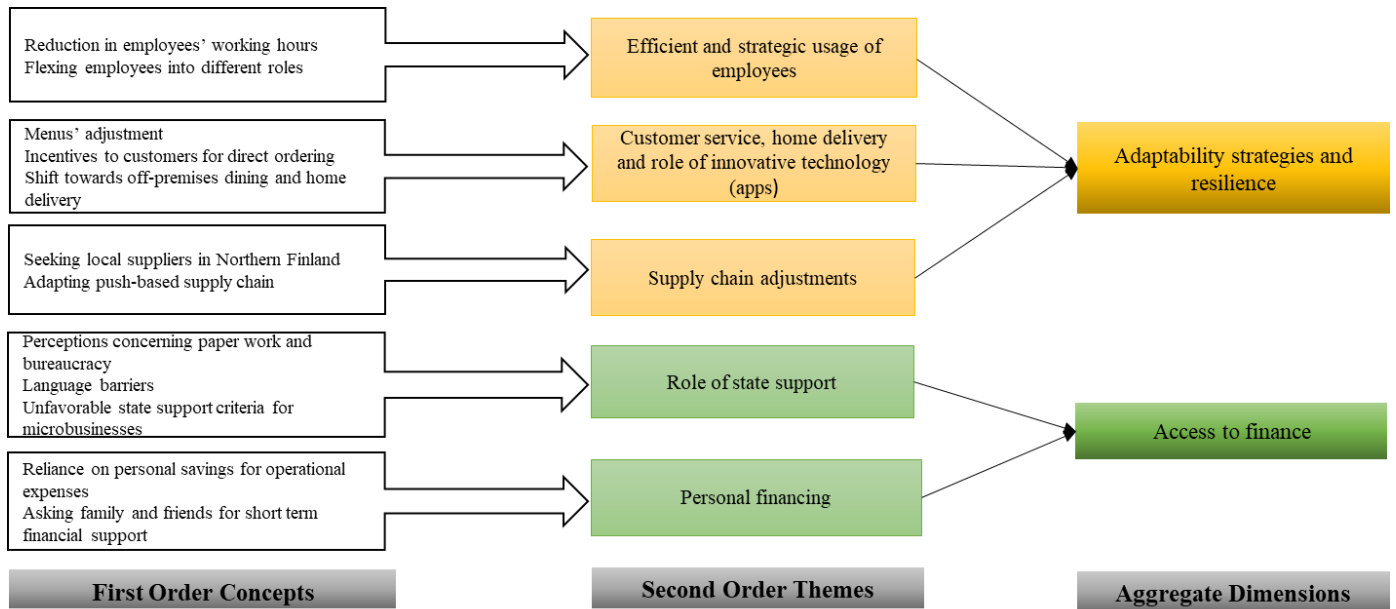 Reduction in employees' working hours
Flexing employees into different roles
Efficient and strategic usage of
employees
Menus' adjustment
Incentives to customers for direct ordering
Shift towards off-premises dining and home
delivery
Customer service, home delivery
and role of innovative technology
(apps)
Adaptability strategies and
resilience
Seeking local suppliers in Northern Finland
Adapting push-based supply chain
Supply chain adjustments
Perceptions concerning paper work and
bureaucracy
Language barriers
Unfavorable state support criteria for
microbusinesses
Role of state support
Access to finance
Reliance on personal savings for operational
expenses
Asking family and friends for short term
financial support
Personal financing
First Order Concepts
Second Order Themes
Aggregate Dimensions